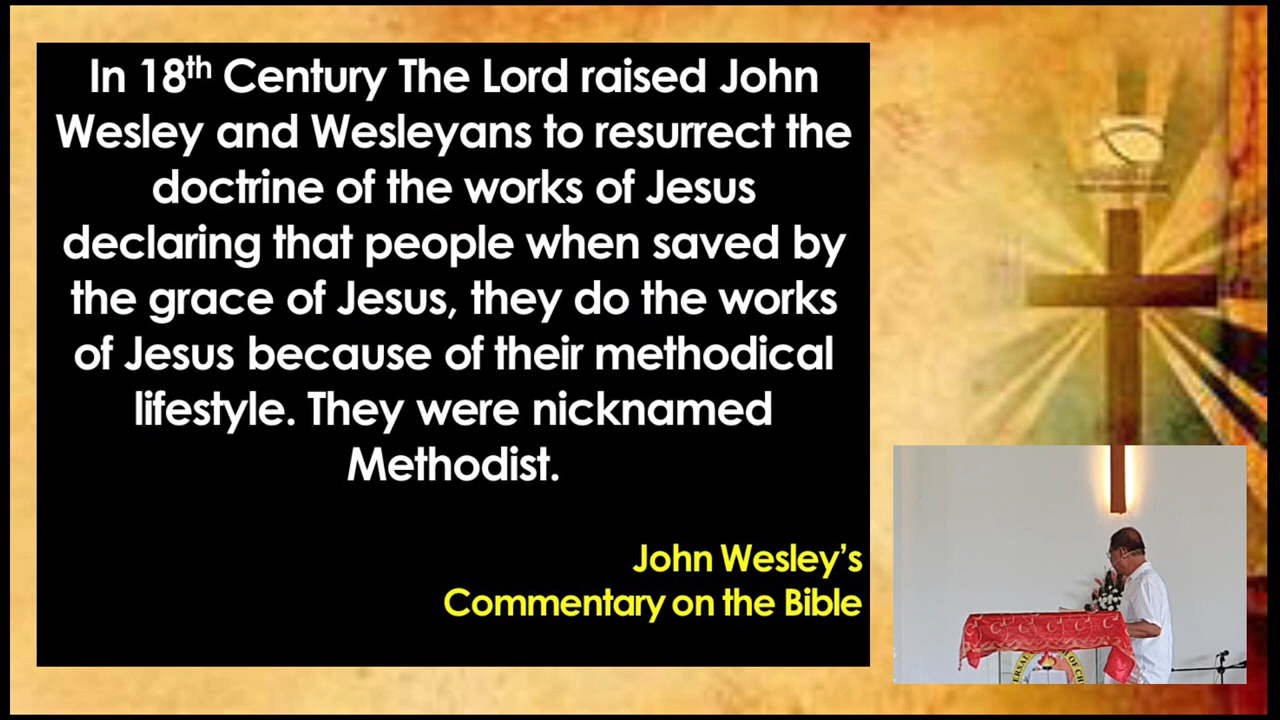 In 18th Century The Lord raised John
Wesley and Wesleyans to resurrect the
doctrine of the works of Jesus
declaring that people when saved by
the grace of Jesus, they do the works
of Jesus because of their methodical
lifestyle. They were nicknamed
Methodist.
John Wesley’s
Commentary on the Bible